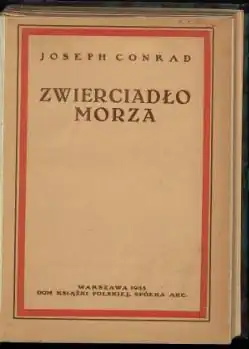 JOSEPH CONRAD
ZWIERCIADŁO
MORZA
WARSZAWA 1935
DOM KSIĄŻKI POLSKIEJ, SPÓŁKA AKC.